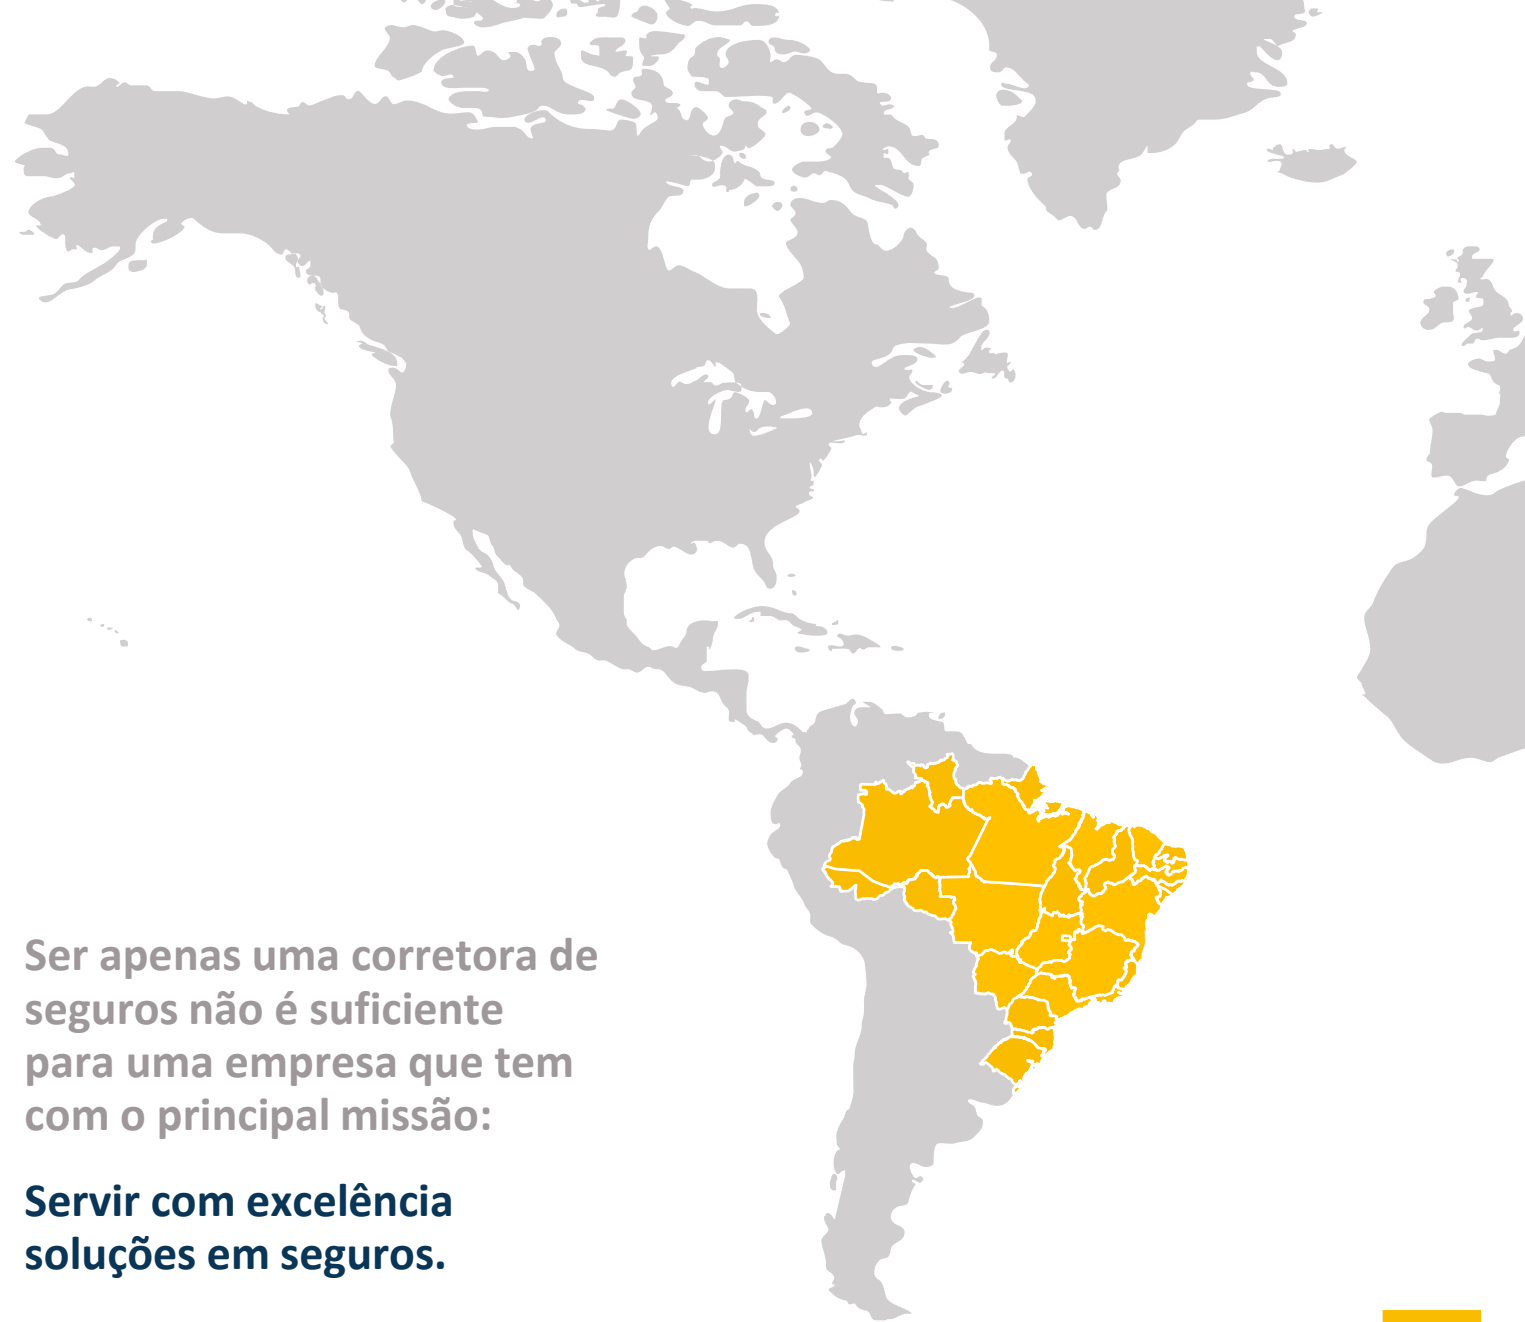 Ser apenas uma corretora de
seguros não é suficiente
para uma empresa que tem
com o principal missão:
Servir com excelência
soluções em seguros.